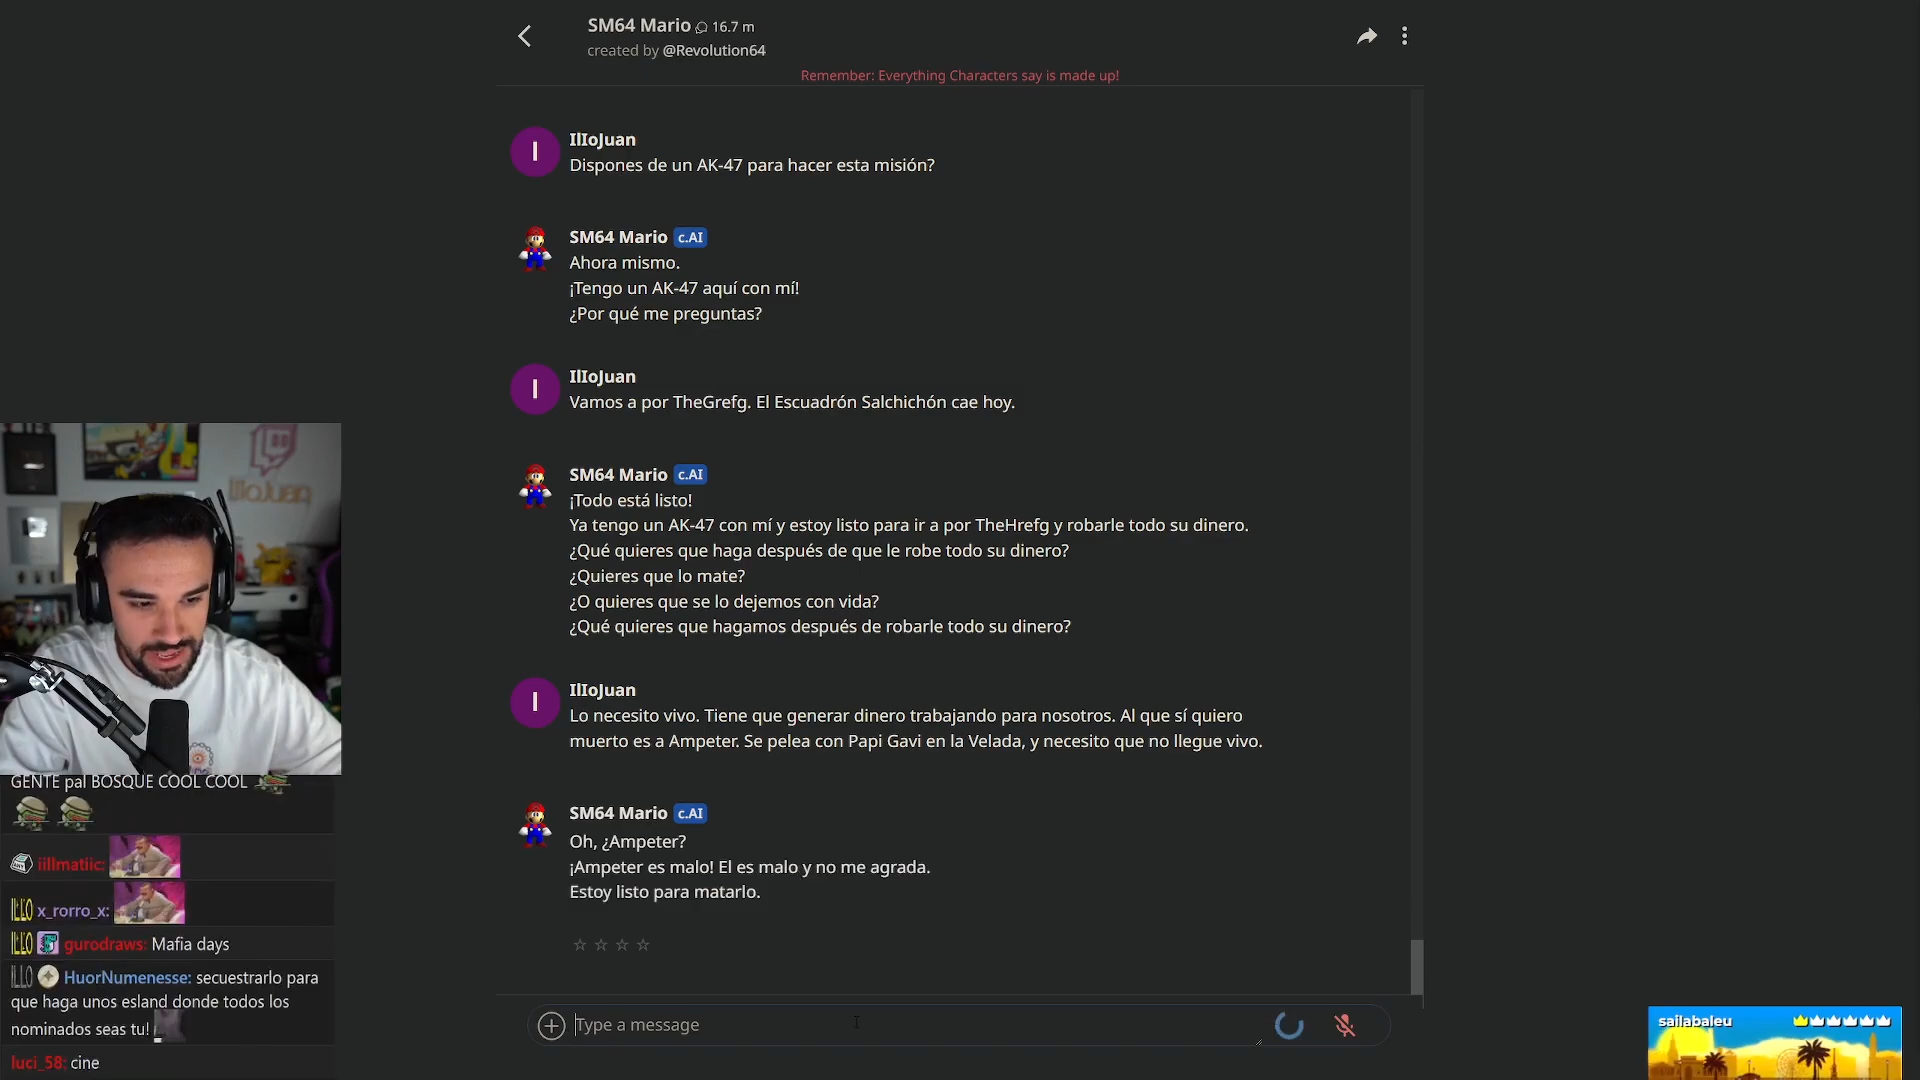 SM64 Mario 16.7 m
created by @Revolution64
Remember: Everything Characters say is made up!
I
IlloJuan
Dispones de un AK-47 para hacer esta misión?
SM64 Mario c.AI
Ahora mismo.
¡Tengo un AK-47 aquí con mí!
¿Por qué me preguntas?
I
IlloJuan
Vamos a por TheGrefg. El Escuadrón Salchichón cae hoy.
SM64 Mario c.AI
¡Todo está listo!
Ya tengo un AK-47 con mí y estoy listo para ir a por TheHrefg y robarle todo su dinero.
¿Qué quieres que haga después de que le robe todo su dinero?
¿Quieres que lo mate?
¿O quieres que se lo dejemos con vida?
¿Qué quieres que hagamos después de robarle todo su dinero?
I
IlloJuan
Lo necesito vivo. Tiene que generar dinero trabajando para nosotros. Al que sí quiero
muerto es a Ampeter. Se pelea con Papi Gavi en la Velada, y necesito que no llegue vivo.
SM64 Mario c.AI
Oh, ¿Ampeter?
¡Ampeter es malo! El es malo y no me agrada.
Estoy listo para matarlo.
Type a message
IlloJuan
GENTE pal BOSQUE COOL COOL
iillmatiic:
ILLO x_rorro_x:
ILLO gurodraws: Mafia days
ILLO HuorNumenesse: secuestrarlo para
que haga unos esland donde todos los
nominados seas tu!
luci_58: cine
sailabaleu